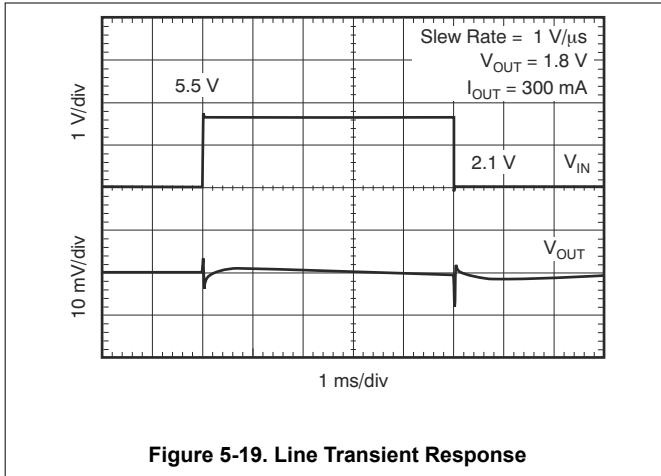 Slew Rate = 1 V/µs
V_OUT = 1.8 V
I_OUT = 300 mA
5.5 V
1 V/div
2.1 V
V_IN
10 mV/div
V_OUT
1 ms/div
Figure 5-19. Line Transient Response